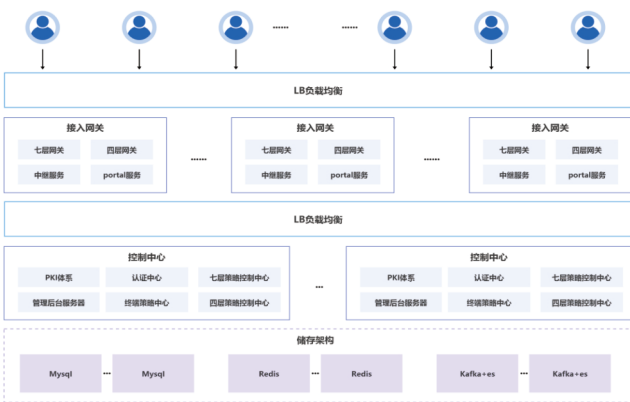 ...... ......
LB负载均衡
接入网关 接入网关 接入网关
七层网关 四层网关 ...... 七层网关 四层网关 ...... 七层网关 四层网关
中继服务 portal服务 中继服务 portal服务 中继服务 portal服务
LB负载均衡
控制中心 控制中心
PKI体系 认证中心 七层策略控制中心 ... PKI体系 认证中心 七层策略控制中心
管理后台服务器 终端策略中心 四层策略控制中心 管理后台服务器 终端策略中心 四层策略控制中心
储存架构
Mysql ... Mysql Redis ... Redis Kafka+es ... Kafka+es